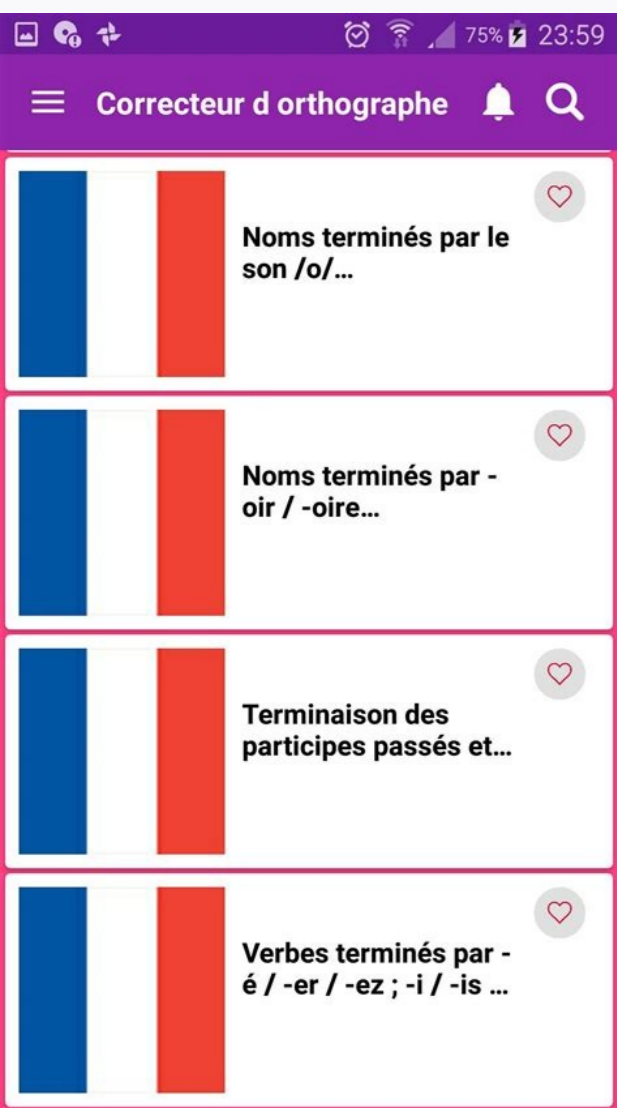 75% 23:59
Correcteur d orthographe
Noms terminés par le
son /o/...
Noms terminés par -
oir / -oire...
Terminaison des
participes passés et...
Verbes terminés par -
é / -er / -ez ; -i / -is ...